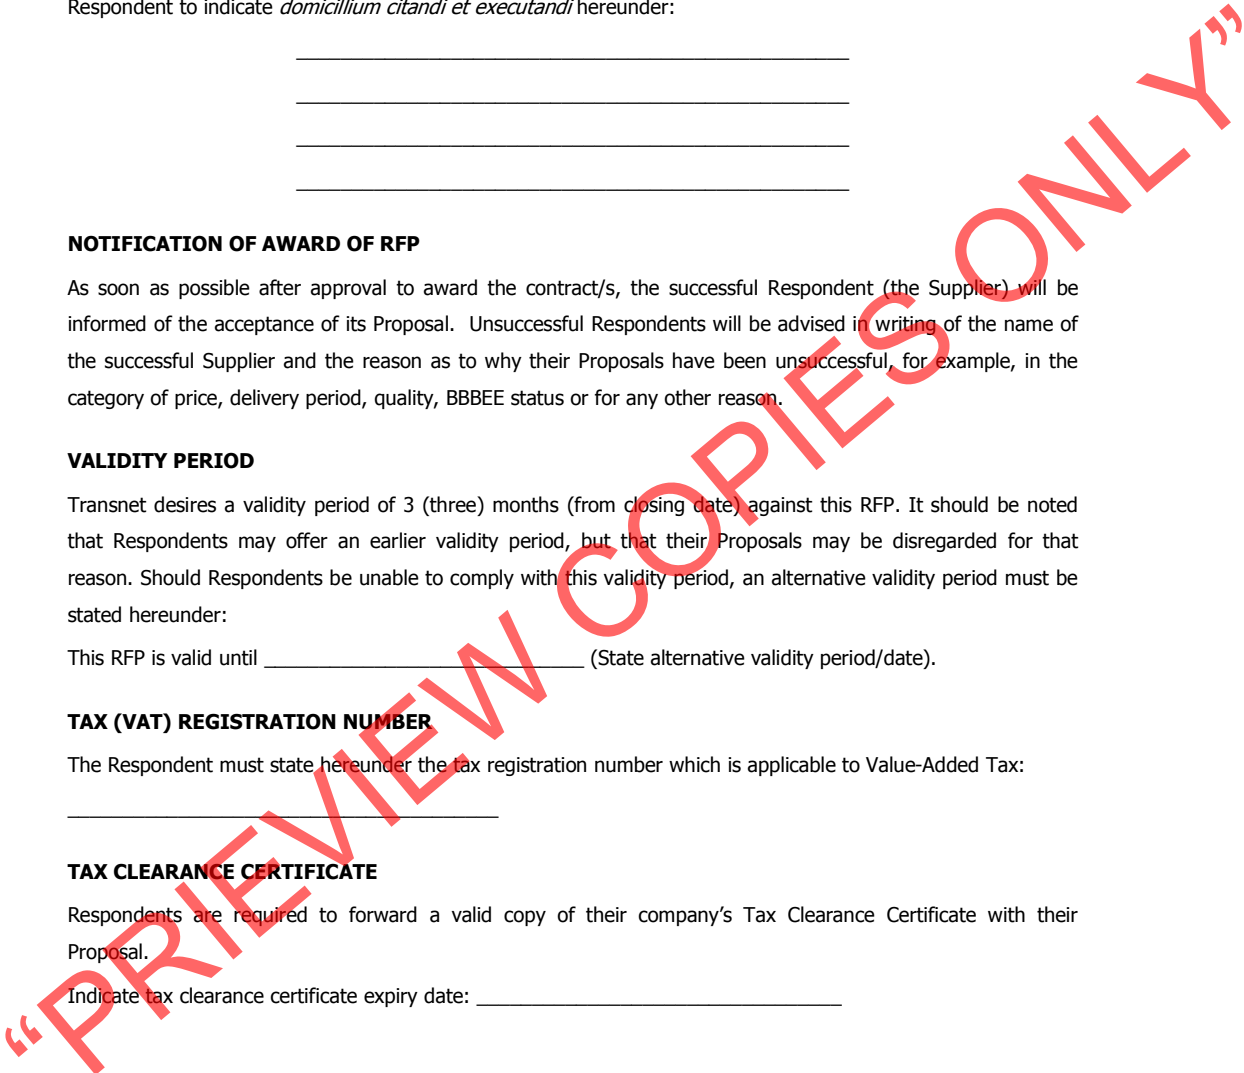 Respondent to indicate domicillium citandi et executandi hereunder:
NOTIFICATION OF AWARD OF RFP
As soon as possible after approval to award the contract/s, the successful Respondent (the Supplier) will be
informed of the acceptance of its Proposal.  Unsuccessful Respondents will be advised in writing of the name of
the successful Supplier and the reason as to why their Proposals have been unsuccessful, for example, in the
category of price, delivery period, quality, BBBEE status or for any other reason.
VALIDITY PERIOD
Transnet desires a validity period of 3 (three) months (from closing date) against this RFP. It should be noted
that Respondents may offer an earlier validity period, but that their Proposals may be disregarded for that
reason. Should Respondents be unable to comply with this validity period, an alternative validity period must be
stated hereunder:
This RFP is valid until _____________________________ (State alternative validity period/date).
TAX (VAT) REGISTRATION NUMBER
The Respondent must state hereunder the tax registration number which is applicable to Value-Added Tax:
TAX CLEARANCE CERTIFICATE
Respondents are required to forward a valid copy of their company’s Tax Clearance Certificate with their
Proposal.
Indicate tax clearance certificate expiry date: _________________________________
“PRIEVIEW COPIES ONLY”